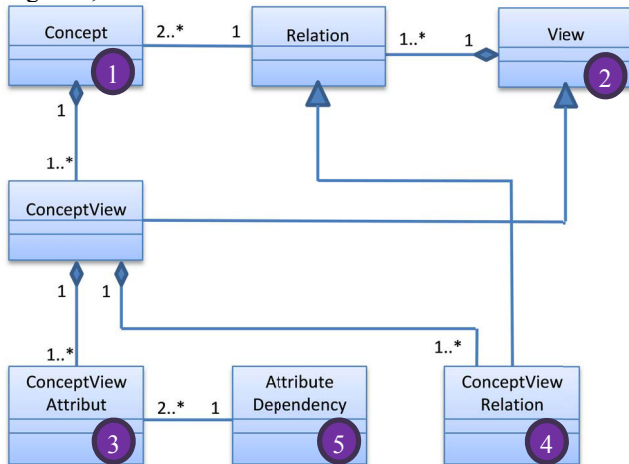 Concept
2..*
1
Relation
1..*
1
View
1
2
1
1..*
ConceptView
1
1
1..*
1..*
ConceptView
Attribut
2..*
1
Attribute
Dependency
ConceptView
Relation
3
5
4